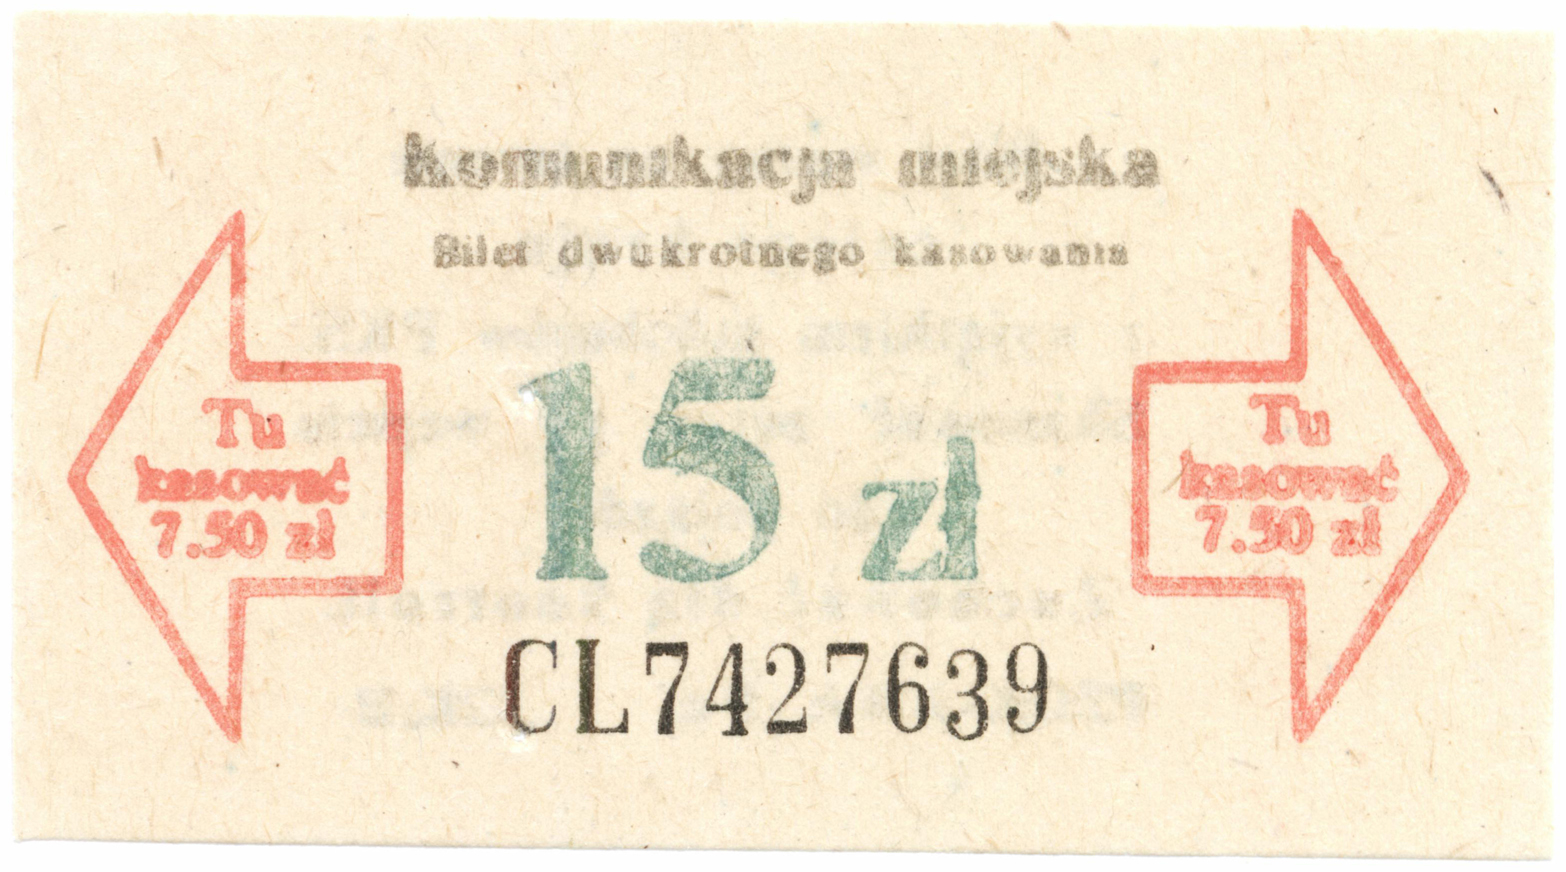 Komunikacja miejska
Bilet dwukrotnego kasowania
Tu
kasować
7.50 zł
15 zł
Tu
kasować
7.50 zł
CL7427639